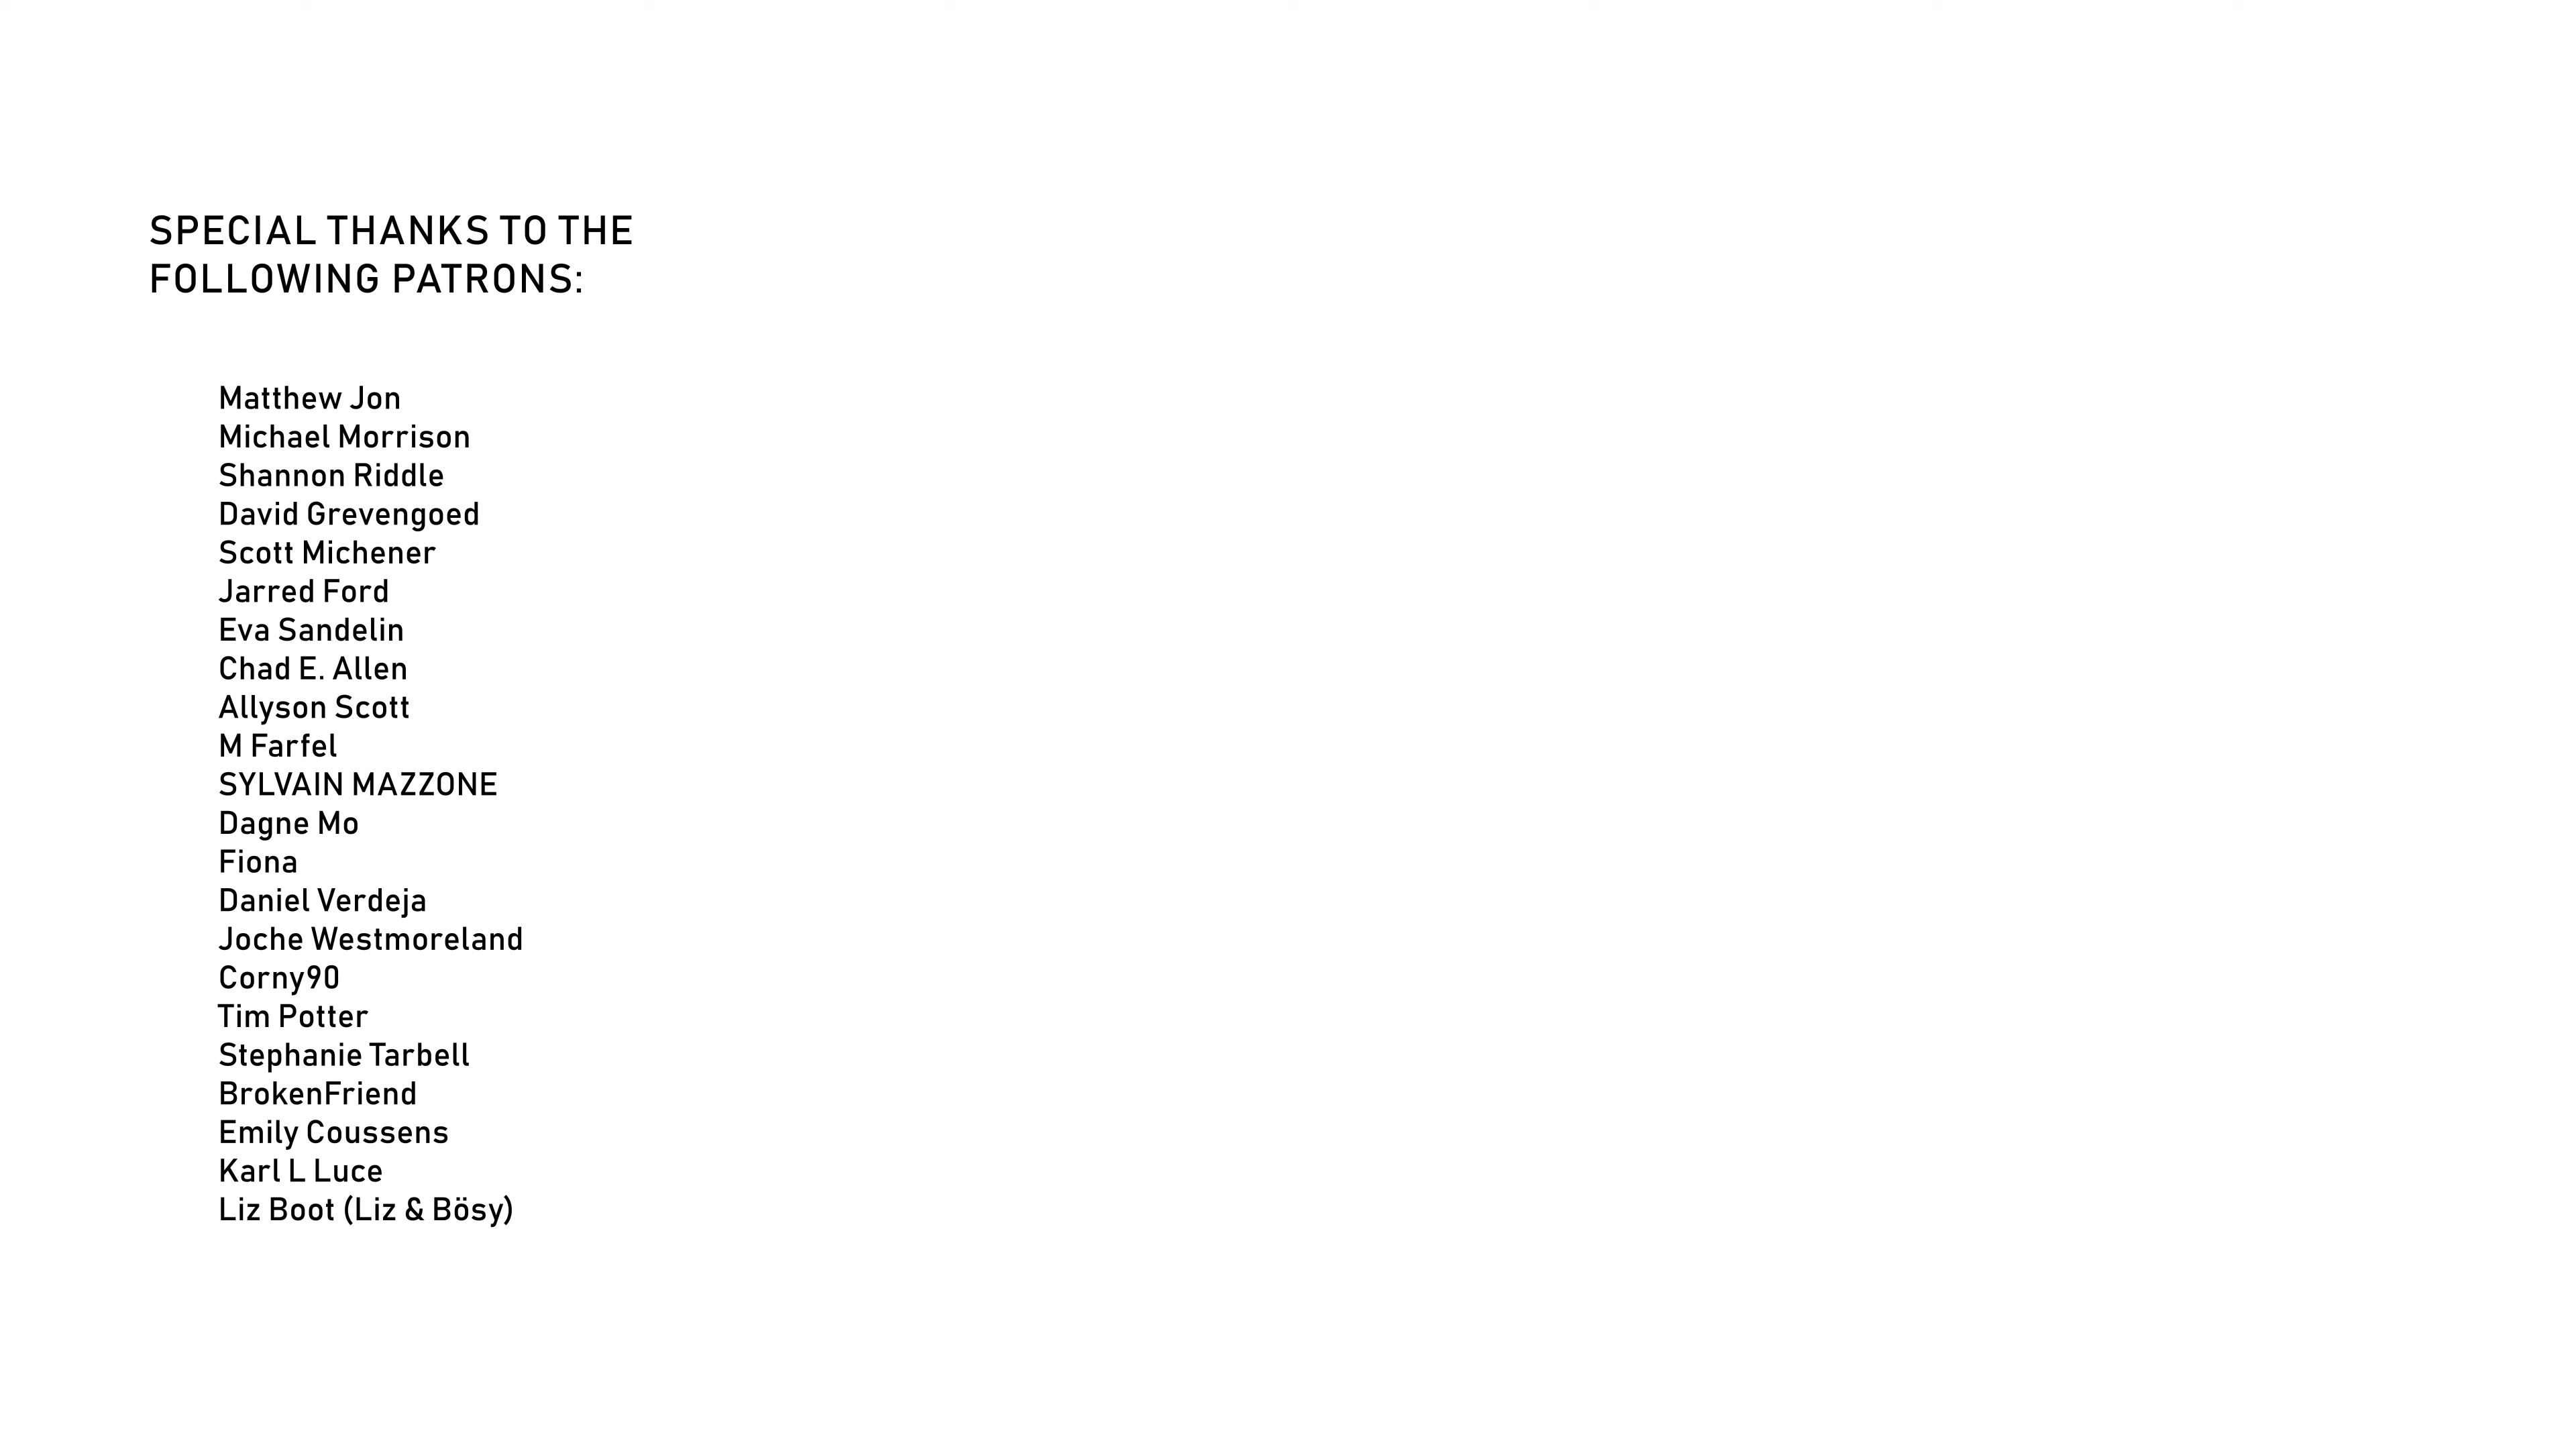 SPECIAL THANKS TO THE
FOLLOWING PATRONS:
Matthew Jon
Michael Morrison
Shannon Riddle
David Grevengoed
Scott Michener
Jarred Ford
Eva Sandelin
Chad E. Allen
Allyson Scott
M Farfel
SYLVAIN MAZZONE
Dagne Mo
Fiona
Daniel Verdeja
Joche Westmoreland
Corny90
Tim Potter
Stephanie Tarbell
BrokenFriend
Emily Coussens
Karl L Luce
Liz Boot (Liz & Bösy)